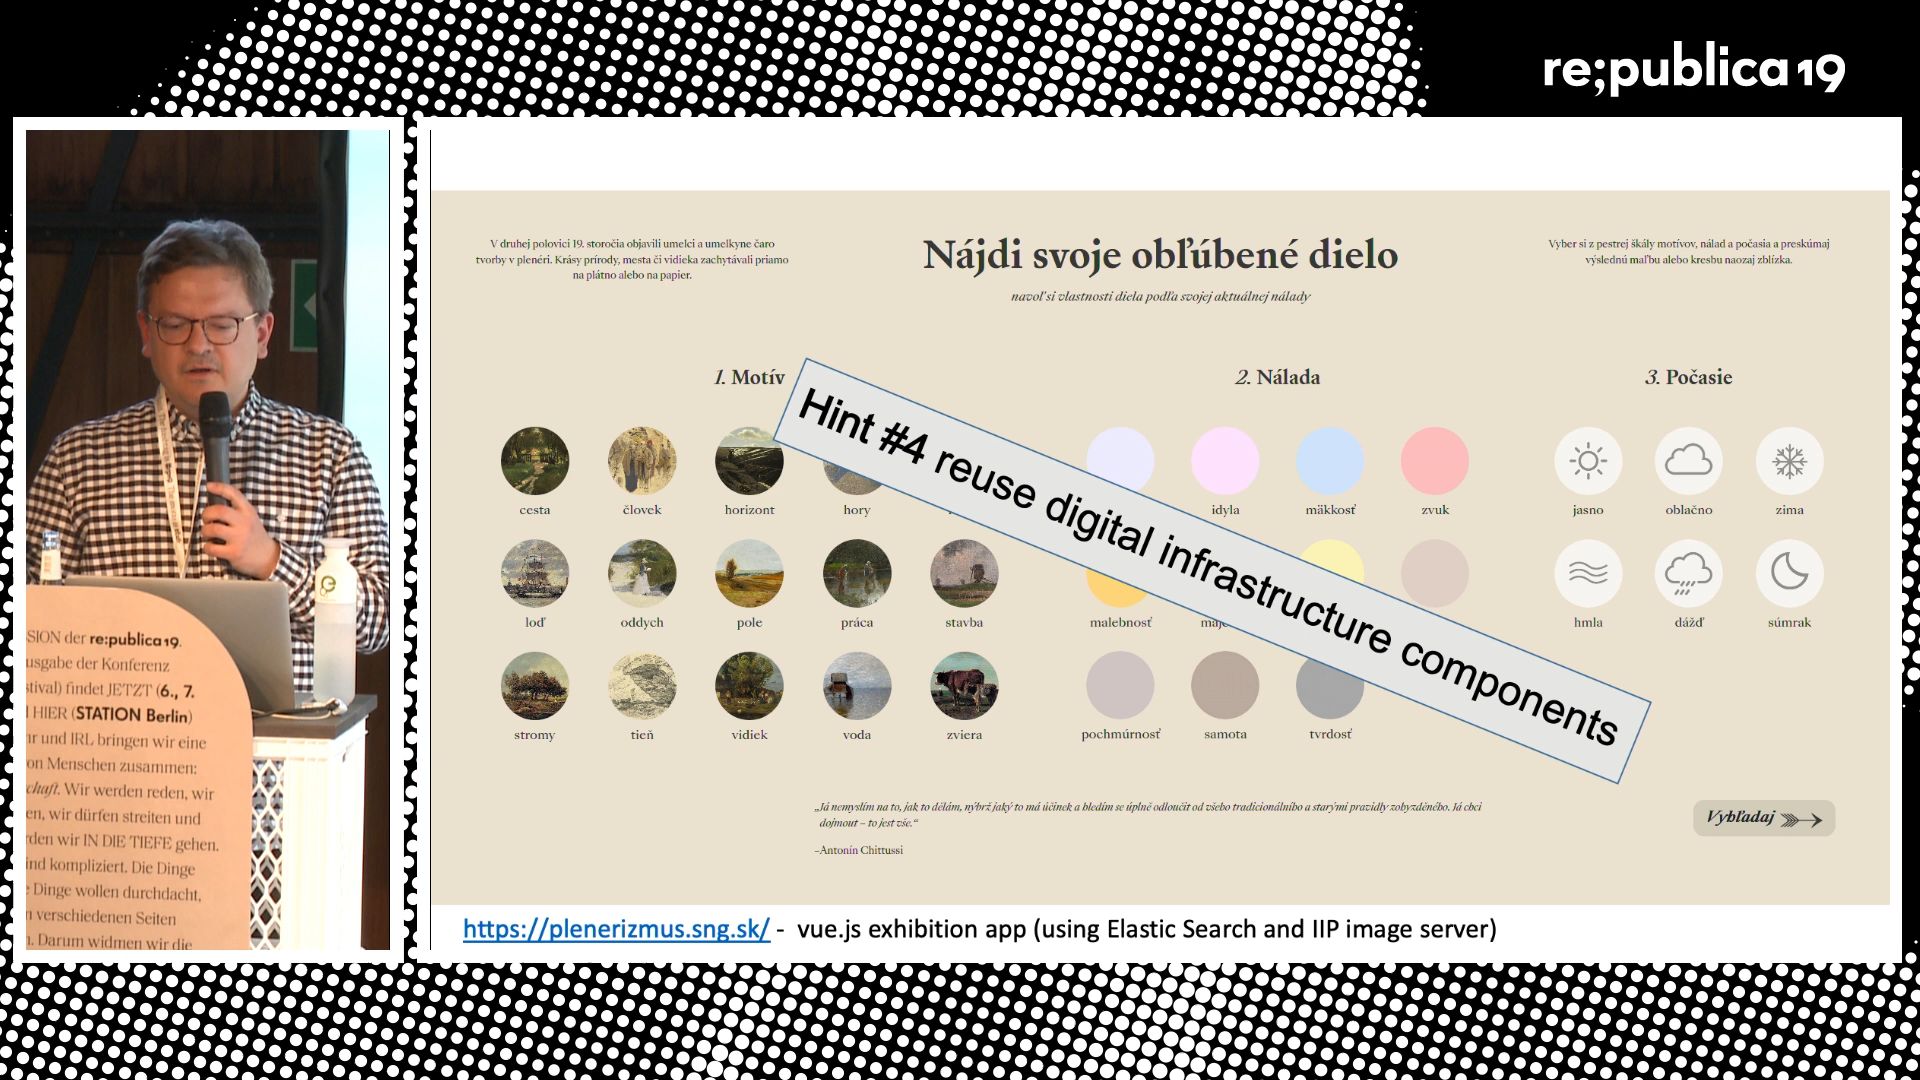 re;publica 19
SSION der re:publica 19.
usgabe der Konferenz
stival) findet JETZT (6., 7.
HIER (STATION Berlin)
und IRL bringen wir eine
on Menschen zusammen:
chaft. Wir werden reden, wir
en, wir dürfen streiten und
rden wir IN DIE TIEFE gehen.
ind kompliziert. Die Dinge
Dinge wollen durchdacht,
n verschiedenen Seiten
Darum widmen wir die
V druhej polovici 19. storočia objavili umelci a umelkyne čaro
tvorby v plenéri. Krásy prírody, mesta či vidieka zachytávali priamo
na plátno alebo na papier.
Nájdi svoje obľúbené dielo
navoľ si vlastnosti diela podľa svojej aktuálnej nálady
Vyber si z pestrej škály motívov, nálad a počasia a preskúmaj
výslednú maľbu alebo kresbu naozaj zblízka.
1. Motív
2. Nálada
3. Počasie
Hint #4 reuse digital infrastructure components
cesta
človek
horizont
hory
idyla
mäkkosť
zvuk
jasno
oblačno
zima
loď
oddych
pole
práca
stavba
malebnosť
maje
hmla
dážď
súmrak
stromy
tieň
vidiek
voda
zviera
pochmúrnosť
samota
tvrdosť
„Já nemyslím na to, jak to dělám, nýbrž jaký to má účinek a hledím se úplně odloučit od všeho tradicionálního a starými pravidly zohyzděného. Já chci
dojmout – to jest vše.“
–Antonín Chittussi
Vyhľadaj
https://plenerizmus.sng.sk/ - vue.js exhibition app (using Elastic Search and IIP image server)